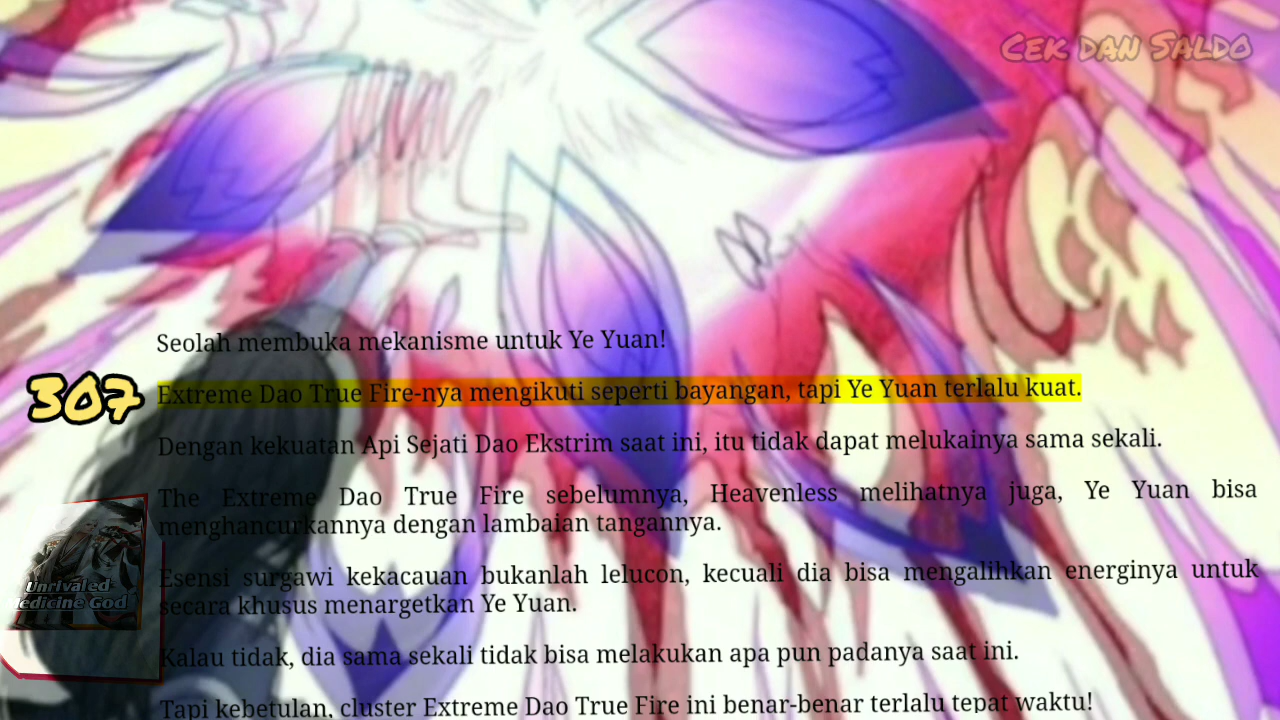 Cek dan Saldo
Seolah membuka mekanisme untuk Ye Yuan!
307
Extreme Dao True Fire-nya mengikuti seperti bayangan, tapi Ye Yuan terlalu kuat.
Dengan kekuatan Api Sejati Dao Ekstrim saat ini, itu tidak dapat melukainya sama sekali.
The Extreme Dao True Fire sebelumnya, Heavenless melihatnya juga, Ye Yuan bisa
menghancurkannya dengan lambaian tangannya.
Esensi surgawi kekacauan bukanlah lelucon, kecuali dia bisa mengalihkan energinya untuk
secara khusus menargetkan Ye Yuan.
Unrivaled
Medicine God
Kalau tidak, dia sama sekali tidak bisa melakukan apa pun padanya saat ini.
Tapi kebetulan, cluster Extreme Dao True Fire ini benar-benar terlalu tepat waktu!